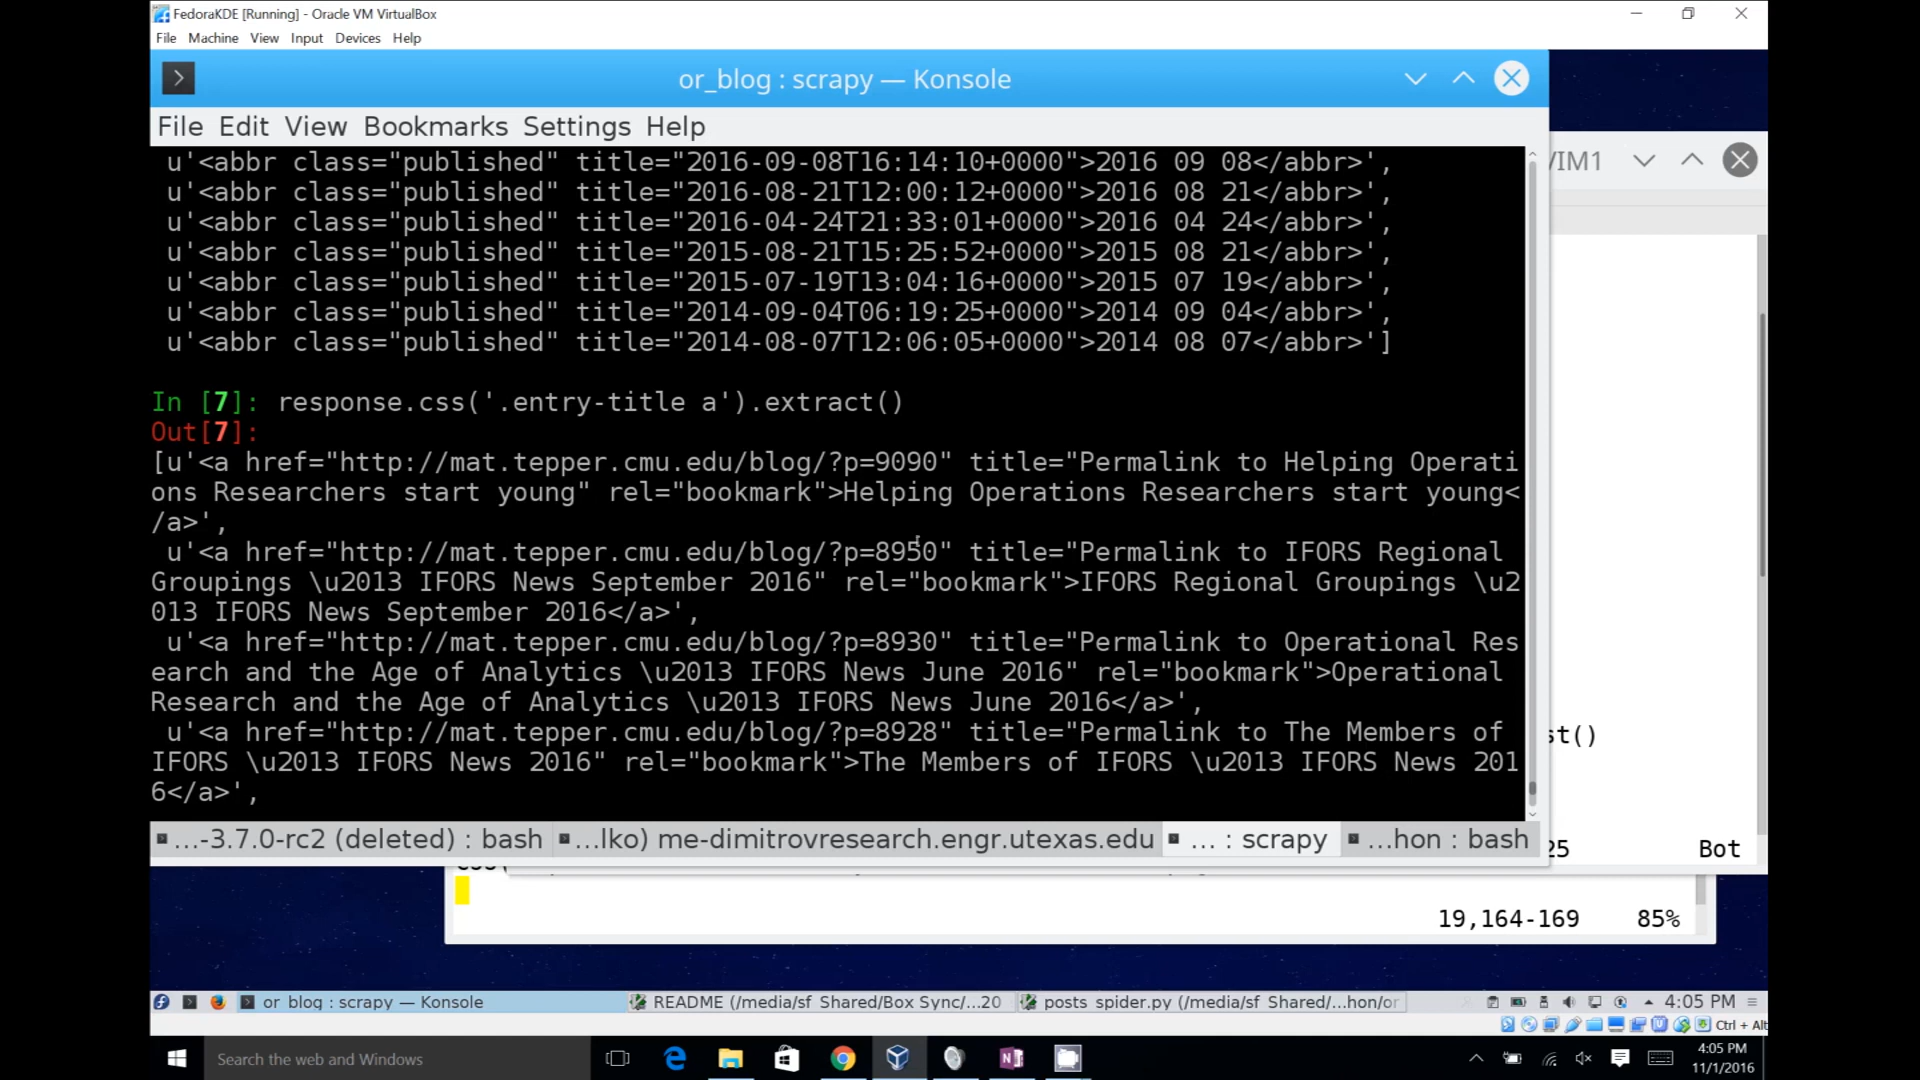 FedoraKDE [Running] - Oracle VM VirtualBox
File Machine View Input Devices Help
or_blog : scrapy — Konsole
File Edit View Bookmarks Settings Help
VIM1
u'<abbr class="published" title="2016-09-08T16:14:10+0000">2016 09 08</abbr>',
u'<abbr class="published" title="2016-08-21T12:00:12+0000">2016 08 21</abbr>',
u'<abbr class="published" title="2016-04-24T21:33:01+0000">2016 04 24</abbr>',
u'<abbr class="published" title="2015-08-21T15:25:52+0000">2015 08 21</abbr>',
u'<abbr class="published" title="2015-07-19T13:04:16+0000">2015 07 19</abbr>',
u'<abbr class="published" title="2014-09-04T06:19:25+0000">2014 09 04</abbr>',
u'<abbr class="published" title="2014-08-07T12:06:05+0000">2014 08 07</abbr>']
In [7]: response.css('.entry-title a').extract()
Out[7]:
[u'<a href="http://mat.tepper.cmu.edu/blog/?p=9090" title="Permalink to Helping Operati
ons Researchers start young" rel="bookmark">Helping Operations Researchers start young<
/a>',
u'<a href="http://mat.tepper.cmu.edu/blog/?p=8950" title="Permalink to IFORS Regional
Groupings \u2013 IFORS News September 2016" rel="bookmark">IFORS Regional Groupings \u2
013 IFORS News September 2016</a>',
u'<a href="http://mat.tepper.cmu.edu/blog/?p=8930" title="Permalink to Operational Res
earch and the Age of Analytics \u2013 IFORS News June 2016" rel="bookmark">Operational
Research and the Age of Analytics \u2013 IFORS News June 2016</a>',
u'<a href="http://mat.tepper.cmu.edu/blog/?p=8928" title="Permalink to The Members of
IFORS \u2013 IFORS News 2016" rel="bookmark">The Members of IFORS \u2013 IFORS News 201
6</a>',
st()
...-3.7.0-rc2 (deleted) : bash ...lko) me-dimitrovresearch.engr.utexas.edu ... : scrapy ...hon : bash
25 Bot
19,164-169 85%
or_blog : scrapy — Konsole README (/media/sf_Shared/Box Sync/...20 posts_spider.py (/media/sf_Shared/...hon/or 4:05 PM
Ctrl + Alt
Search the web and Windows
4:05 PM
11/1/2016